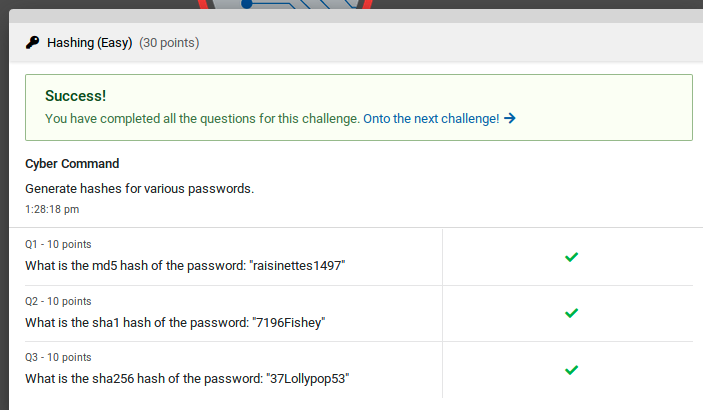 Hashing (Easy) (30 points)
Success!
You have completed all the questions for this challenge. Onto the next challenge!
Cyber Command
Generate hashes for various passwords.
1:28:18 pm
Q1 - 10 points
What is the md5 hash of the password: "raisinettes1497"
Q2 - 10 points
What is the sha1 hash of the password: "7196Fishey"
Q3 - 10 points
What is the sha256 hash of the password: "37Lollypop53"